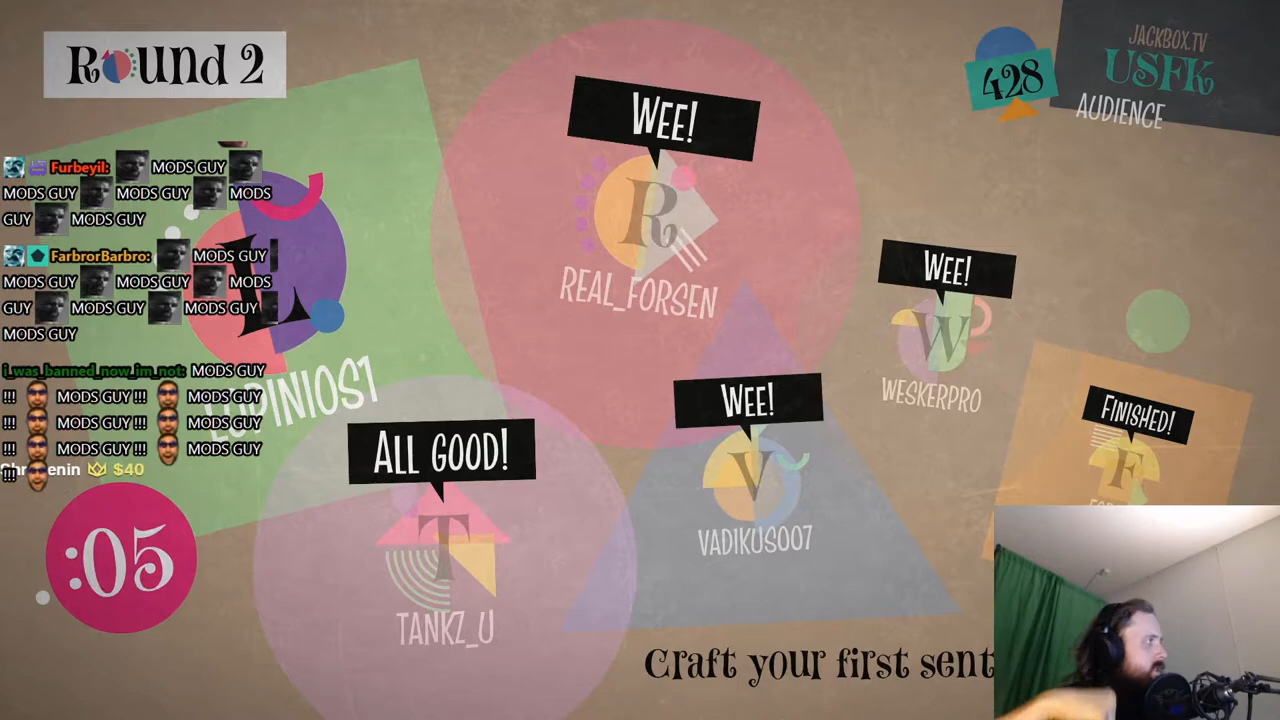 Round 2
428
JACKBOX.TV
USFK
AUDIENCE
WEE!
R
REAL_FORSEN
Furbeyil: MODS GUY
MODS GUY MODS GUY MODS
GUY MODS GUY
FarbrorBarbro: MODS GUY
MODS GUY MODS GUY MODS
GUY MODS GUY MODS GUY
MODS GUY
i_was_banned_now_im_not: MODS GUY
!!! MODS GUY !!! MODS GUY
!!! MODS GUY !!! MODS GUY
!!! MODS GUY !!! MODS GUY
!!!
$40
L
WEE!
W
WESKERPRO
WEE!
V
VADIKUS007
FINISHED!
F
ALL GOOD!
T
TANKZ_U
:05
Craft your first sent